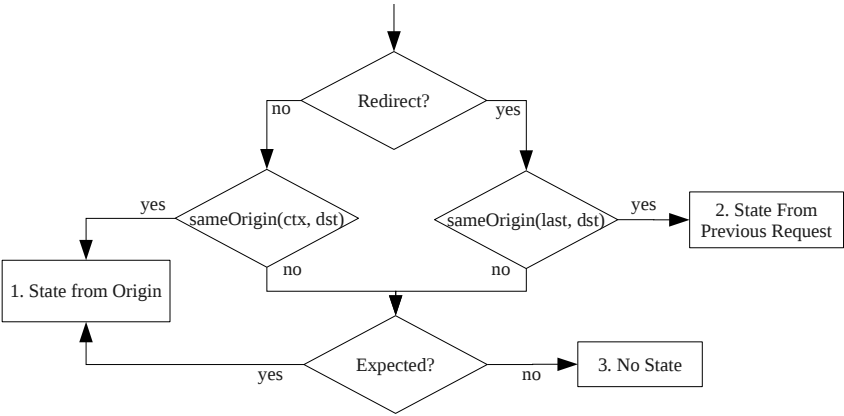 Redirect?
no
yes
yes
sameOrigin(ctx, dst)
sameOrigin(last, dst)
yes
2. State From
Previous Request
no
no
1. State from Origin
Expected?
yes
no
3. No State